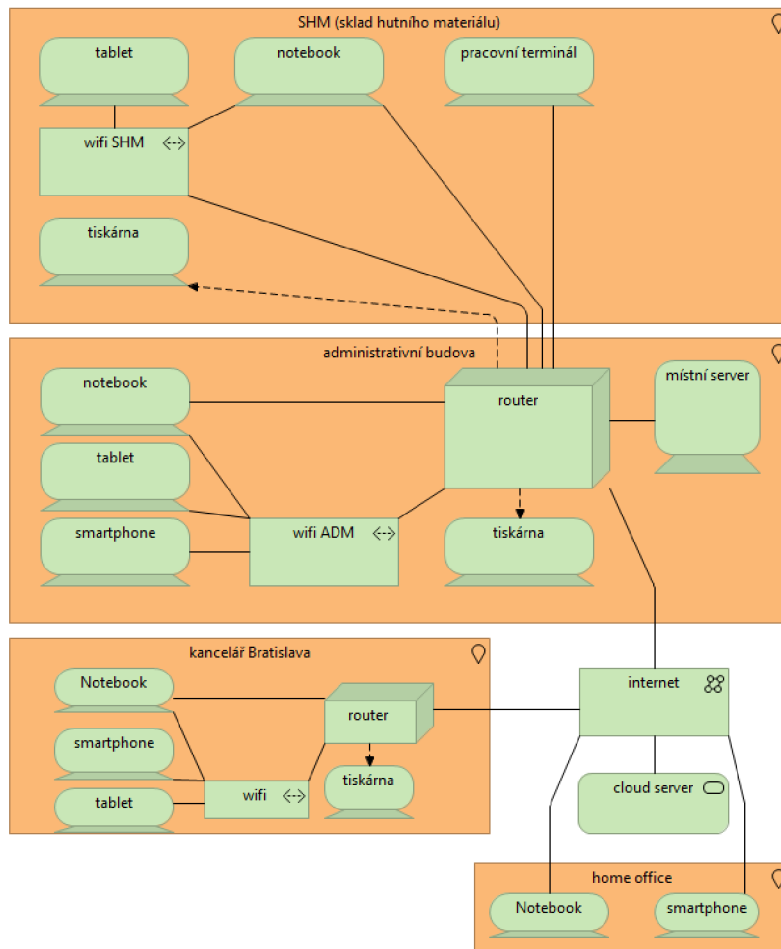 SHM (sklad hutního materiálu)
tablet
notebook
pracovní terminál
wifi SHM
tiskárna
administrativní budova
notebook
router
místní server
tablet
smartphone
wifi ADM
tiskárna
kancelář Bratislava
Notebook
router
smartphone
tablet
wifi
tiskárna
internet
cloud server
home office
Notebook
smartphone